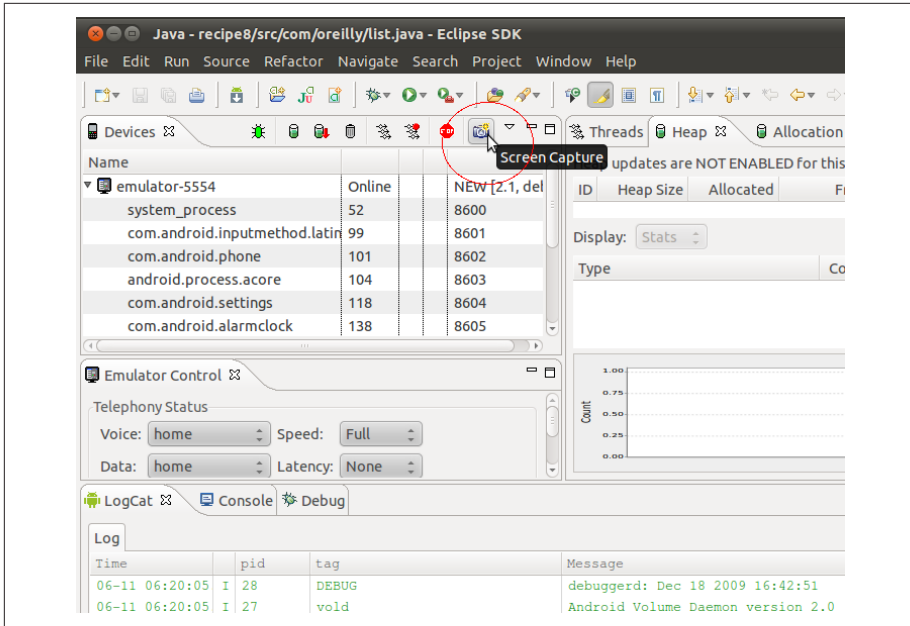 Java - recipe8/src/com/oreilly/list.java - Eclipse SDK
File Edit Run Source Refactor Navigate Search Project Window Help
Devices
Threads Heap Allocation
Screen Capture
updates are NOT ENABLED for this
Name
emulator-5554 Online NEW [2.1, del
system_process 52 8600
com.android.inputmethod.latin 99 8601
com.android.phone 101 8602
android.process.acore 104 8603
com.android.settings 118 8604
com.android.alarmclock 138 8605
ID Heap Size Allocated Fr
Display: Stats
Type Co
1.00
0.75
0.50
0.25
0.00
Count
Emulator Control
Telephony Status
Voice: home Speed: Full
Data: home Latency: None
LogCat Console Debug
Log
Time pid tag Message
06-11 06:20:05 I 28 DEBUG debuggerd: Dec 18 2009 16:42:51
06-11 06:20:05 I 27 vold Android Volume Daemon version 2.0